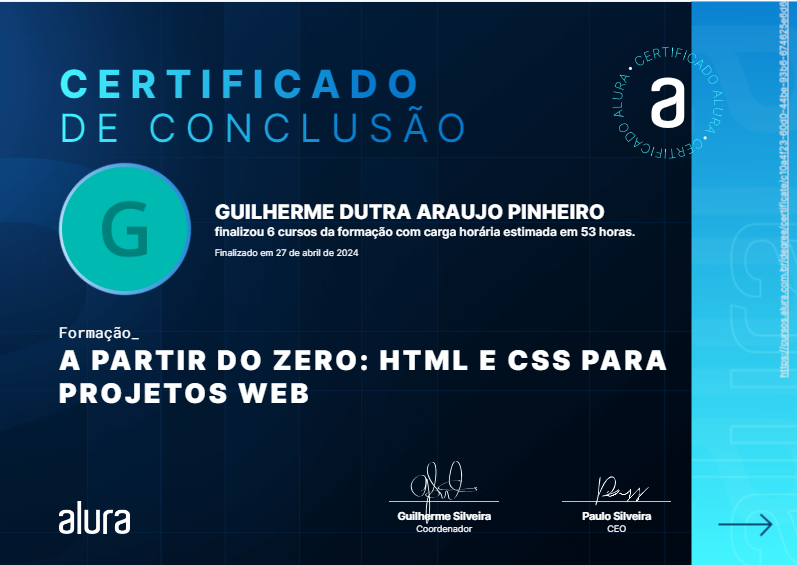 CERTIFICADO
DE CONCLUSÃO
CERTIFICADO ALURA • CERTIFICADO ALURA •
a
G
GUILHERME DUTRA ARAUJO PINHEIRO
finalizou 6 cursos da formação com carga horária estimada em 53 horas.
Finalizado em 27 de abril de 2024
Formação_
A PARTIR DO ZERO: HTML E CSS PARA
PROJETOS WEB
alura
Guilherme Silveira
Coordenador
Paulo Silveira
CEO
alura